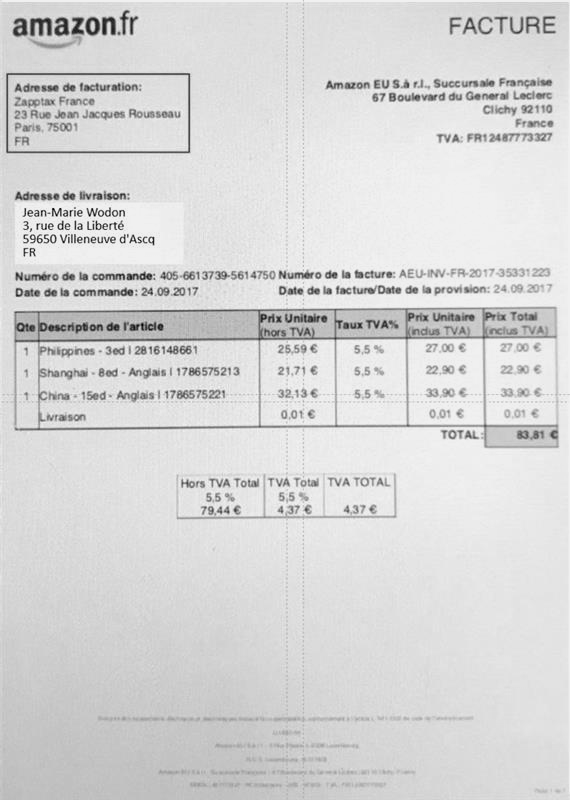 amazon.fr
FACTURE
Adresse de facturation:
Zapptax France
23 Rue Jean Jacques Rousseau
Paris, 75001
FR
Amazon EU S.à r.l., Succursale Française
67 Boulevard du General Leclerc
Clichy 92110
France
TVA: FR12487773327
Adresse de livraison:
Jean-Marie Wodon
3, rue de la Liberté
59650 Villeneuve d'Ascq
FR
Numéro de la commande: 405-6613739-5614750 Numéro de la facture: AEU-INV-FR-2017-35331223
Date de la commande: 24.09.2017 Date de la facture/Date de la provision: 24.09.2017
Qte Description de l'article Prix Unitaire (hors TVA) Taux TVA% Prix Unitaire (inclus TVA) Prix Total (inclus TVA)
1 Philippines - 3ed | 2816148661 25,59 € 5,5 % 27,00 € 27,00 €
1 Shanghai - 8ed - Anglais | 1786575213 21,71 € 5,5 % 22,90 € 22,90 €
1 China - 15ed - Anglais | 1786575221 32,13 € 5,5 % 33,90 € 33,90 €
Livraison 0,01 € 0,01 € 0,01 €
TOTAL: 83,81 €
Hors TVA Total TVA Total TVA TOTAL
5,5 % 5,5 %
79,44 € 4,37 € 4,37 €